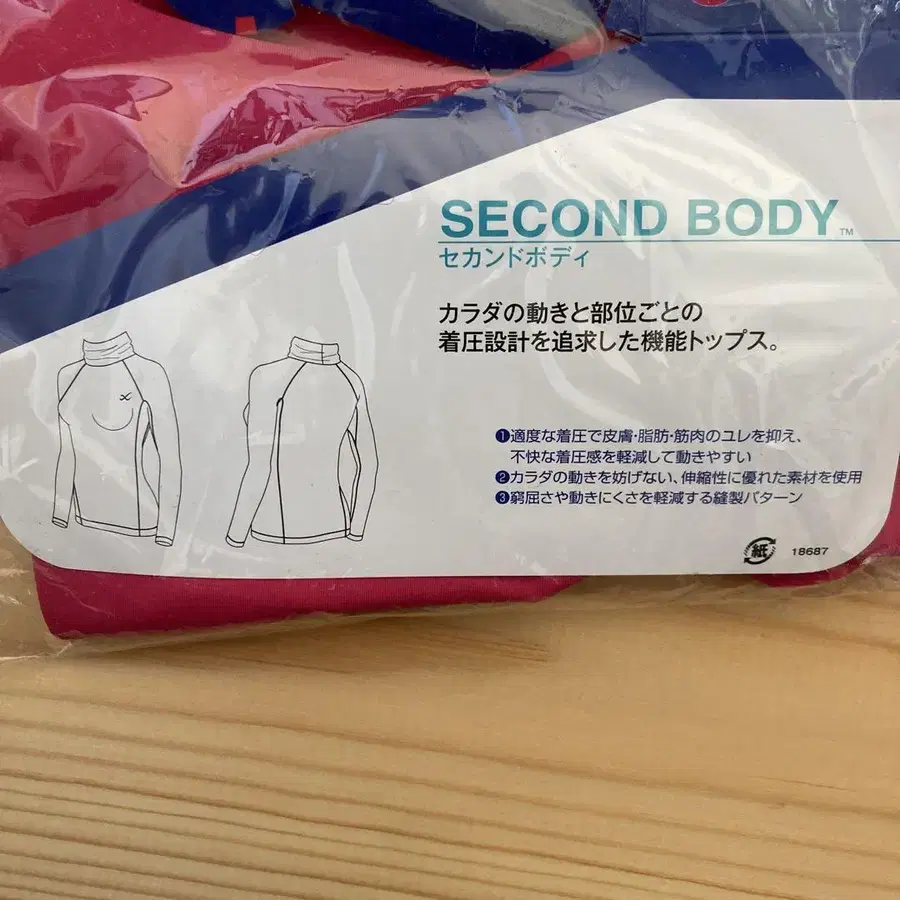 SECOND BODY™
セカンドボディ
カラダの動きと部位ごとの
着圧設計を追求した機能トップス。
❶適度な着圧で皮膚・脂肪・筋肉のユレを抑え、
不快な着圧感を軽減して動きやすい
❷カラダの動きを妨げない、伸縮性に優れた素材を使用
❸窮屈さや動きにくさを軽減する縫製パターン
紙 18687